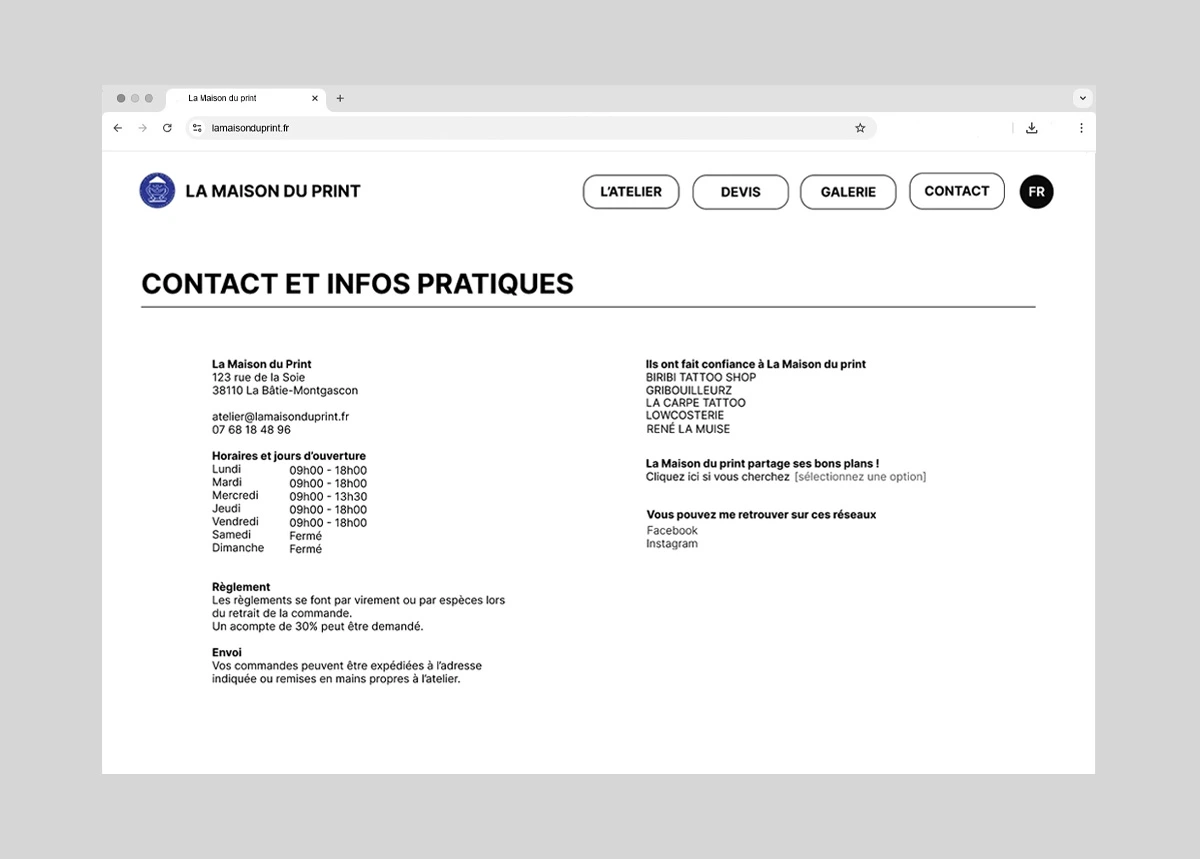 La Maison du print
lamaisonduprint.fr
LA MAISON DU PRINT
L'ATELIER
DEVIS
GALERIE
CONTACT
FR
CONTACT ET INFOS PRATIQUES
La Maison du Print
123 rue de la Soie
38110 La Bâtie-Montgascon
atelier@lamaisonduprint.fr
07 68 18 48 96
Horaires et jours d'ouverture
Lundi 09h00 - 18h00
Mardi 09h00 - 18h00
Mercredi 09h00 - 13h30
Jeudi 09h00 - 18h00
Vendredi 09h00 - 18h00
Samedi Fermé
Dimanche Fermé
Règlement
Les règlements se font par virement ou par espèces lors
du retrait de la commande.
Un acompte de 30% peut être demandé.
Envoi
Vos commandes peuvent être expédiées à l'adresse
indiquée ou remises en mains propres à l'atelier.
Ils ont fait confiance à La Maison du print
BIRIBI TATTOO SHOP
GRIBOUILLEURZ
LA CARPE TATTOO
LOWCOSTERIE
RENÉ LA MUISE
La Maison du print partage ses bons plans !
Cliquez ici si vous cherchez [sélectionnez une option]
Vous pouvez me retrouver sur ces réseaux
Facebook
Instagram